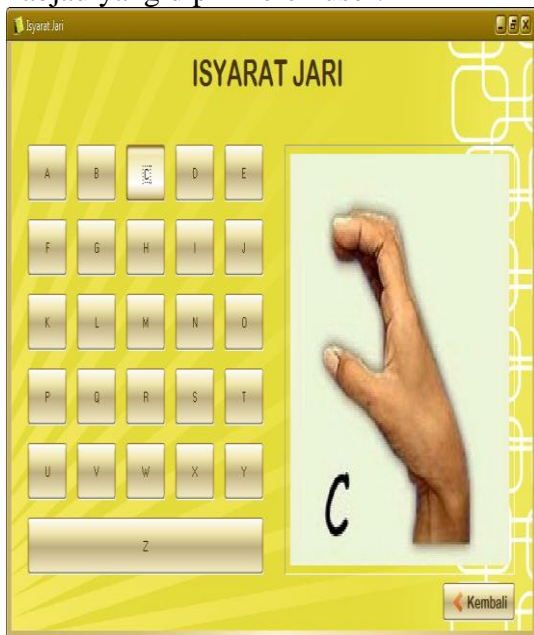 Isyarat Jari
ISYARAT JARI
A B C D E
F G H I J
K L M N O
P Q R S T
U V W X Y
Z
C
Kembali